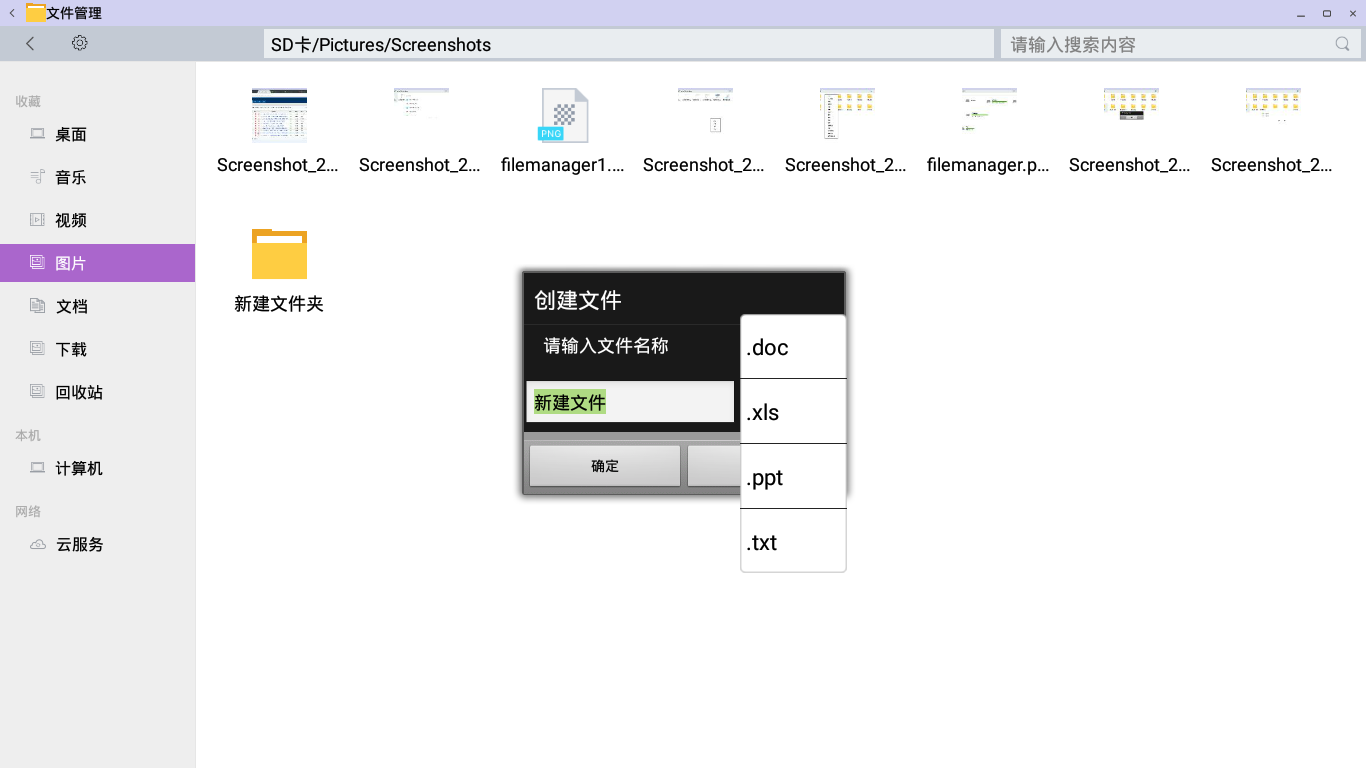 文件管理
SD卡/Pictures/Screenshots
请输入搜索内容
收藏
桌面
音乐
视频
图片
文档
下载
回收站
本机
计算机
网络
云服务
Screenshot_2...
Screenshot_2...
PNG
filemanager1....
Screenshot_2...
Screenshot_2...
filemanager.p...
Screenshot_2...
Screenshot_2...
新建文件夹
创建文件
请输入文件名称
新建文件
确定
.doc
.xls
.ppt
.txt